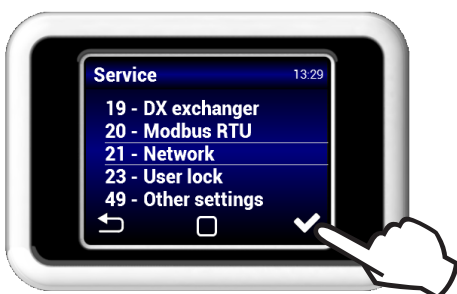 Service 13:29
19 - DX exchanger
20 - Modbus RTU
21 - Network
23 - User lock
49 - Other settings